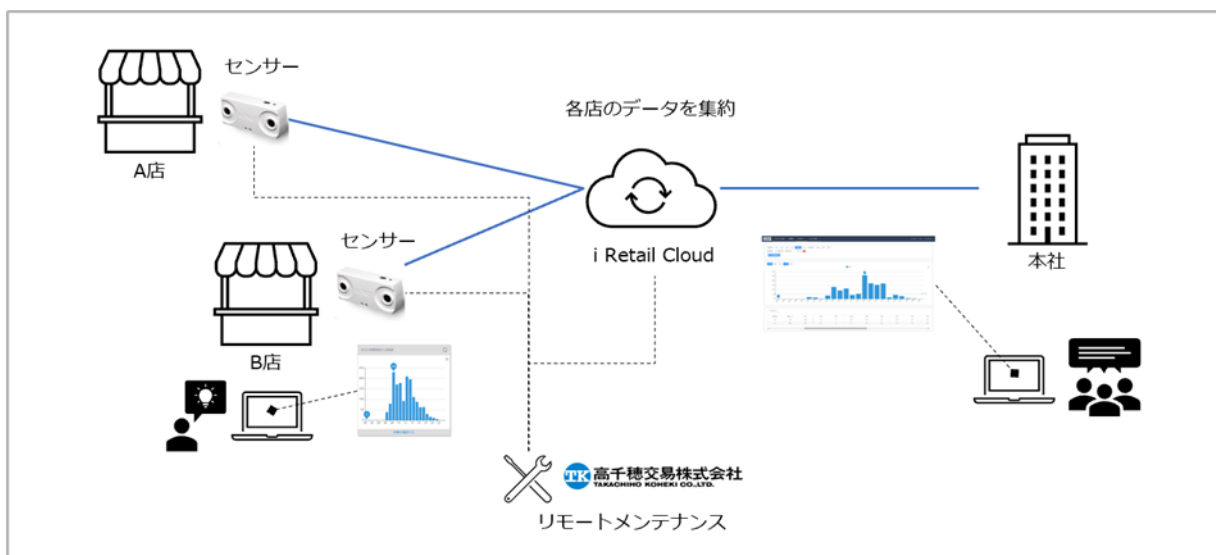 センサー
A店
各店のデータを集約
i Retail Cloud
本社
センサー
B店
TK 高千穂交易株式会社
TAKACHIHO KOHEKI CO.,LTD.
リモートメンテナンス